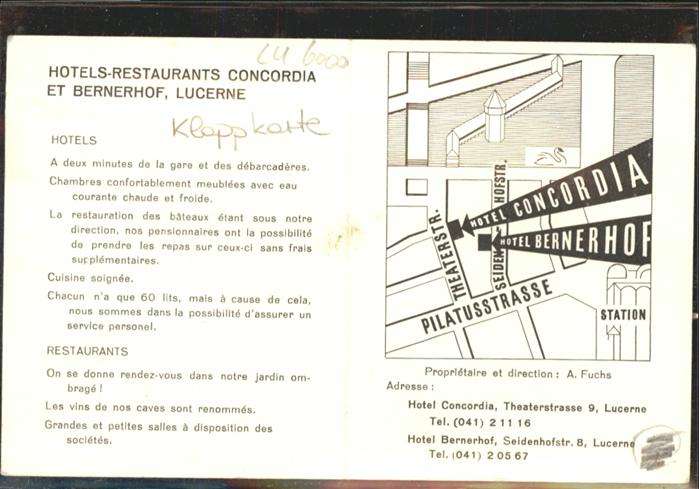 LU 6000
HOTELS-RESTAURANTS CONCORDIA
ET BERNERHOF, LUCERNE
Klappkarte
HOTELS
A deux minutes de la gare et des débarcadères.
Chambres confortablement meublées avec eau
courante chaude et froide.
La restauration des bâteaux étant sous notre
direction, nos pensionnaires ont la possibilité
de prendre les repas sur ceux-ci sans frais
supplémentaires.
Cuisine soignée.
Chacun n'a que 60 lits, mais à cause de cela,
nous sommes dans la possibilité d'assurer un
service personel.
RESTAURANTS
On se donne rendez-vous dans notre jardin om-
bragé !
Les vins de nos caves sont renommés.
Grandes et petites salles à disposition des
sociétés.
HOTEL CONCORDIA
HOTEL BERNERHOF
THEATERSTR.
SEIDEN- HOFSTR.
PILATUSSTRASSE
STATION
Propriétaire et direction : A. Fuchs
Adresse :
Hotel Concordia, Theaterstrasse 9, Lucerne
Tel. (041) 2 11 16
Hotel Bernerhof, Seidenhofstr. 8, Lucerne
Tel. (041) 2 05 67